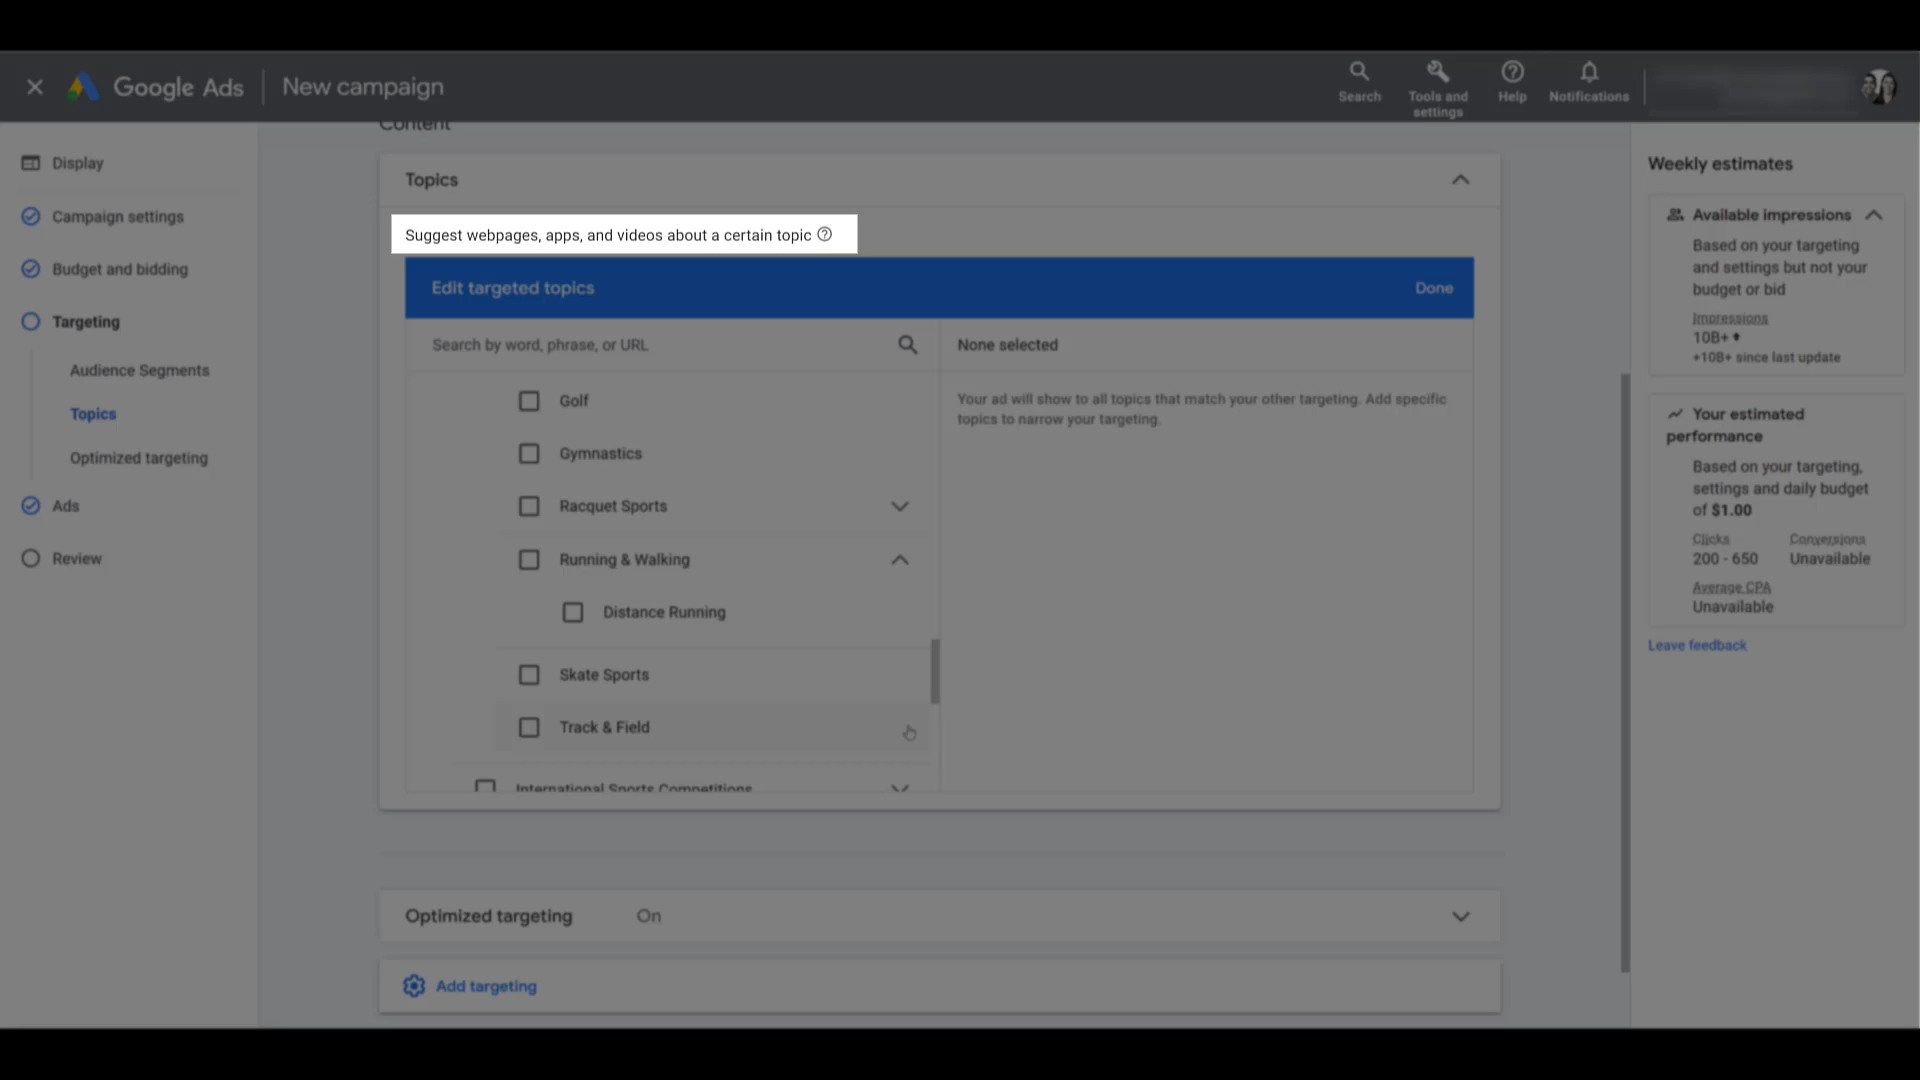 Google Ads
New campaign
Search
Tools and
settings
Help
Notifications
Display
Campaign settings
Budget and bidding
Targeting
Audience Segments
Topics
Optimized targeting
Ads
Review
Content
Topics
Suggest webpages, apps, and videos about a certain topic
Edit targeted topics
Done
Search by word, phrase, or URL
None selected
Golf
Gymnastics
Racquet Sports
Running & Walking
Distance Running
Skate Sports
Track & Field
International Sports Competitions
Your ad will show to all topics that match your other targeting. Add specific
topics to narrow your targeting.
Optimized targeting
On
Add targeting
Weekly estimates
Available impressions
Based on your targeting
and settings but not your
budget or bid
Impressions
10B+
+10B+ since last update
Your estimated
performance
Based on your targeting,
settings and daily budget
of $1.00
Clicks
Conversions
200 - 650
Unavailable
Average CPA
Unavailable
Leave feedback